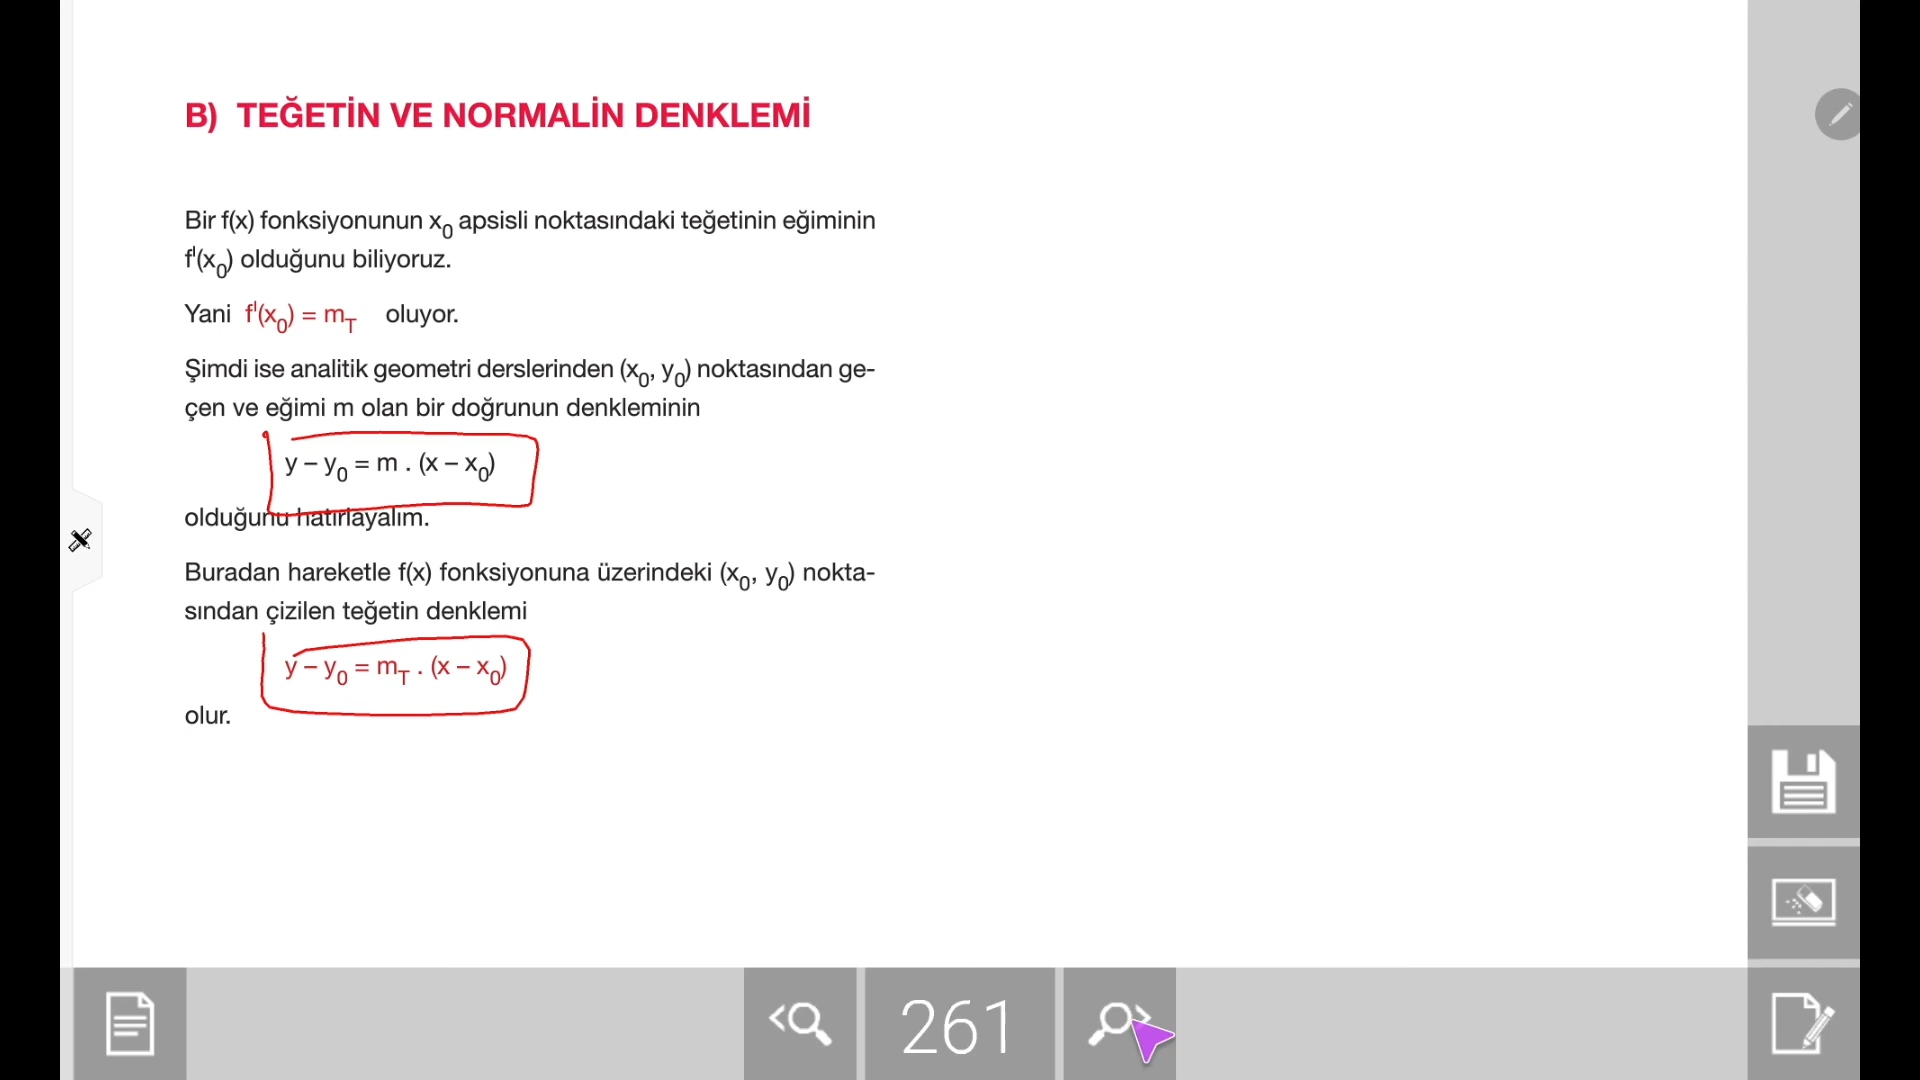 B) TEĞETİN VE NORMALİN DENKLEMİ
Bir f(x) fonksiyonunun x₀ apsisli noktasındaki teğetinin eğiminin
f'(x₀) olduğunu biliyoruz.
Yani f'(x₀) = m_T oluyor.
Şimdi ise analitik geometri derslerinden (x₀, y₀) noktasından ge-
çen ve eğimi m olan bir doğrunun denkleminin
y – y₀ = m . (x – x₀)
olduğunu hatırlayalım.
Buradan hareketle f(x) fonksiyonuna üzerindeki (x₀, y₀) nokta-
sından çizilen teğetin denklemi
y – y₀ = m_T . (x – x₀)
olur.
261